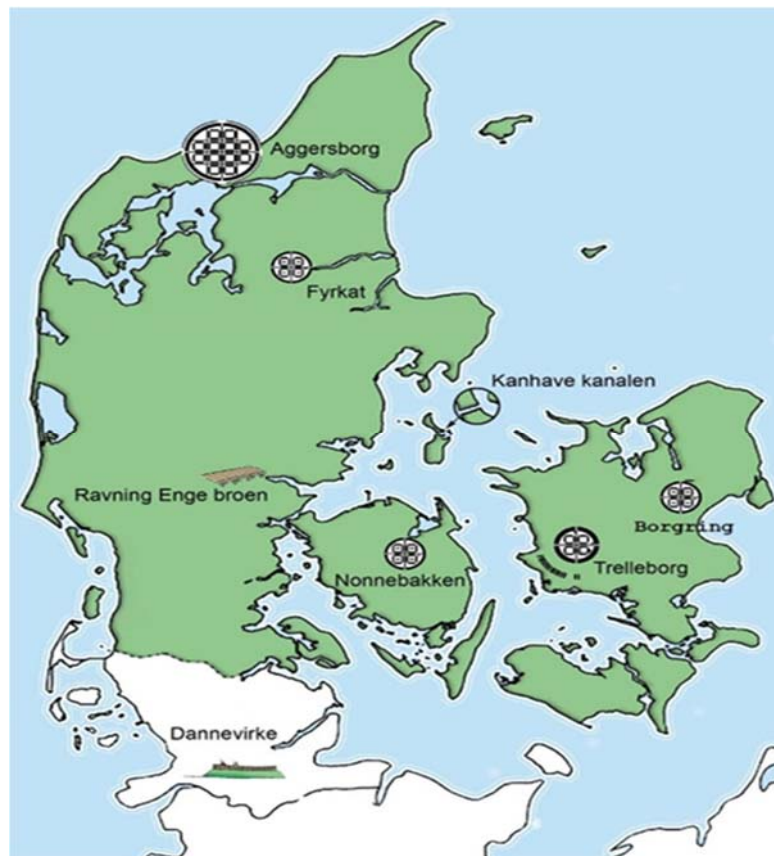 Aggersborg
Fyrkat
Kanhave kanalen
Ravning Enge broen
Borgring
Trelleborg
Nonnebakken
Dannevirke